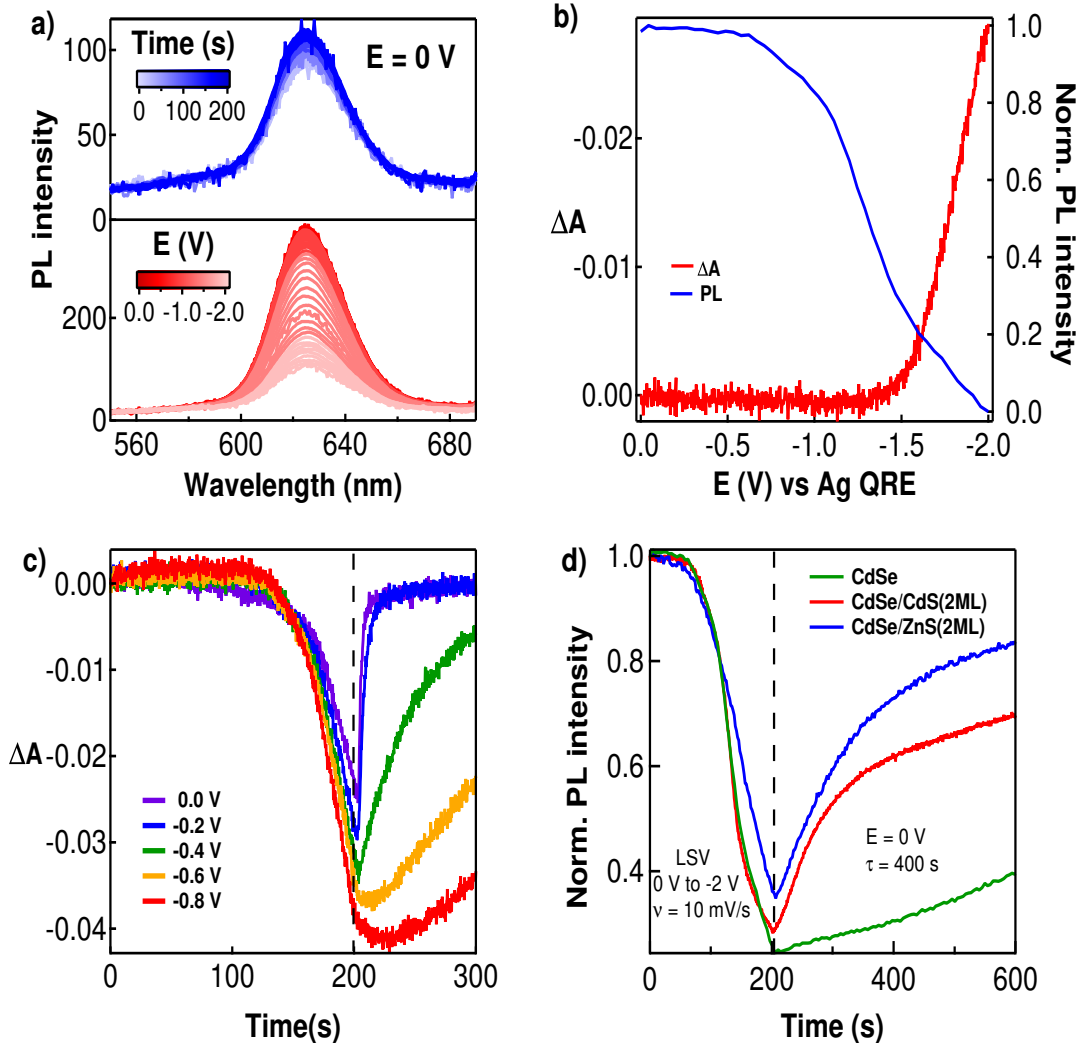 a)
Time (s)
0 100 200
E = 0 V
100
50
0
E (V)
0.0 -1.0 -2.0
200
0
PL intensity
560 600 640 680
Wavelength (nm)
b)
1.0
0.8
0.6
0.4
0.2
0.0
Norm. PL intensity
-0.02
-0.01
0.00
ΔA
ΔA
PL
0.0 -0.5 -1.0 -1.5 -2.0
E (V) vs Ag QRE
c)
0.00
-0.01
-0.02
-0.03
-0.04
ΔA
0.0 V
-0.2 V
-0.4 V
-0.6 V
-0.8 V
0 100 200 300
Time(s)
d)
1.0
0.8
0.6
0.4
Norm. PL intensity
CdSe
CdSe/CdS(2ML)
CdSe/ZnS(2ML)
LSV
0 V to -2 V
ν = 10 mV/s
E = 0 V
τ = 400 s
0 200 400 600
Time (s)